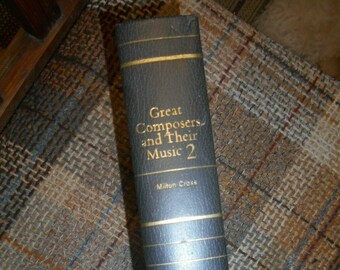 Great
Composers
and Their
Music 2
Milton Cross